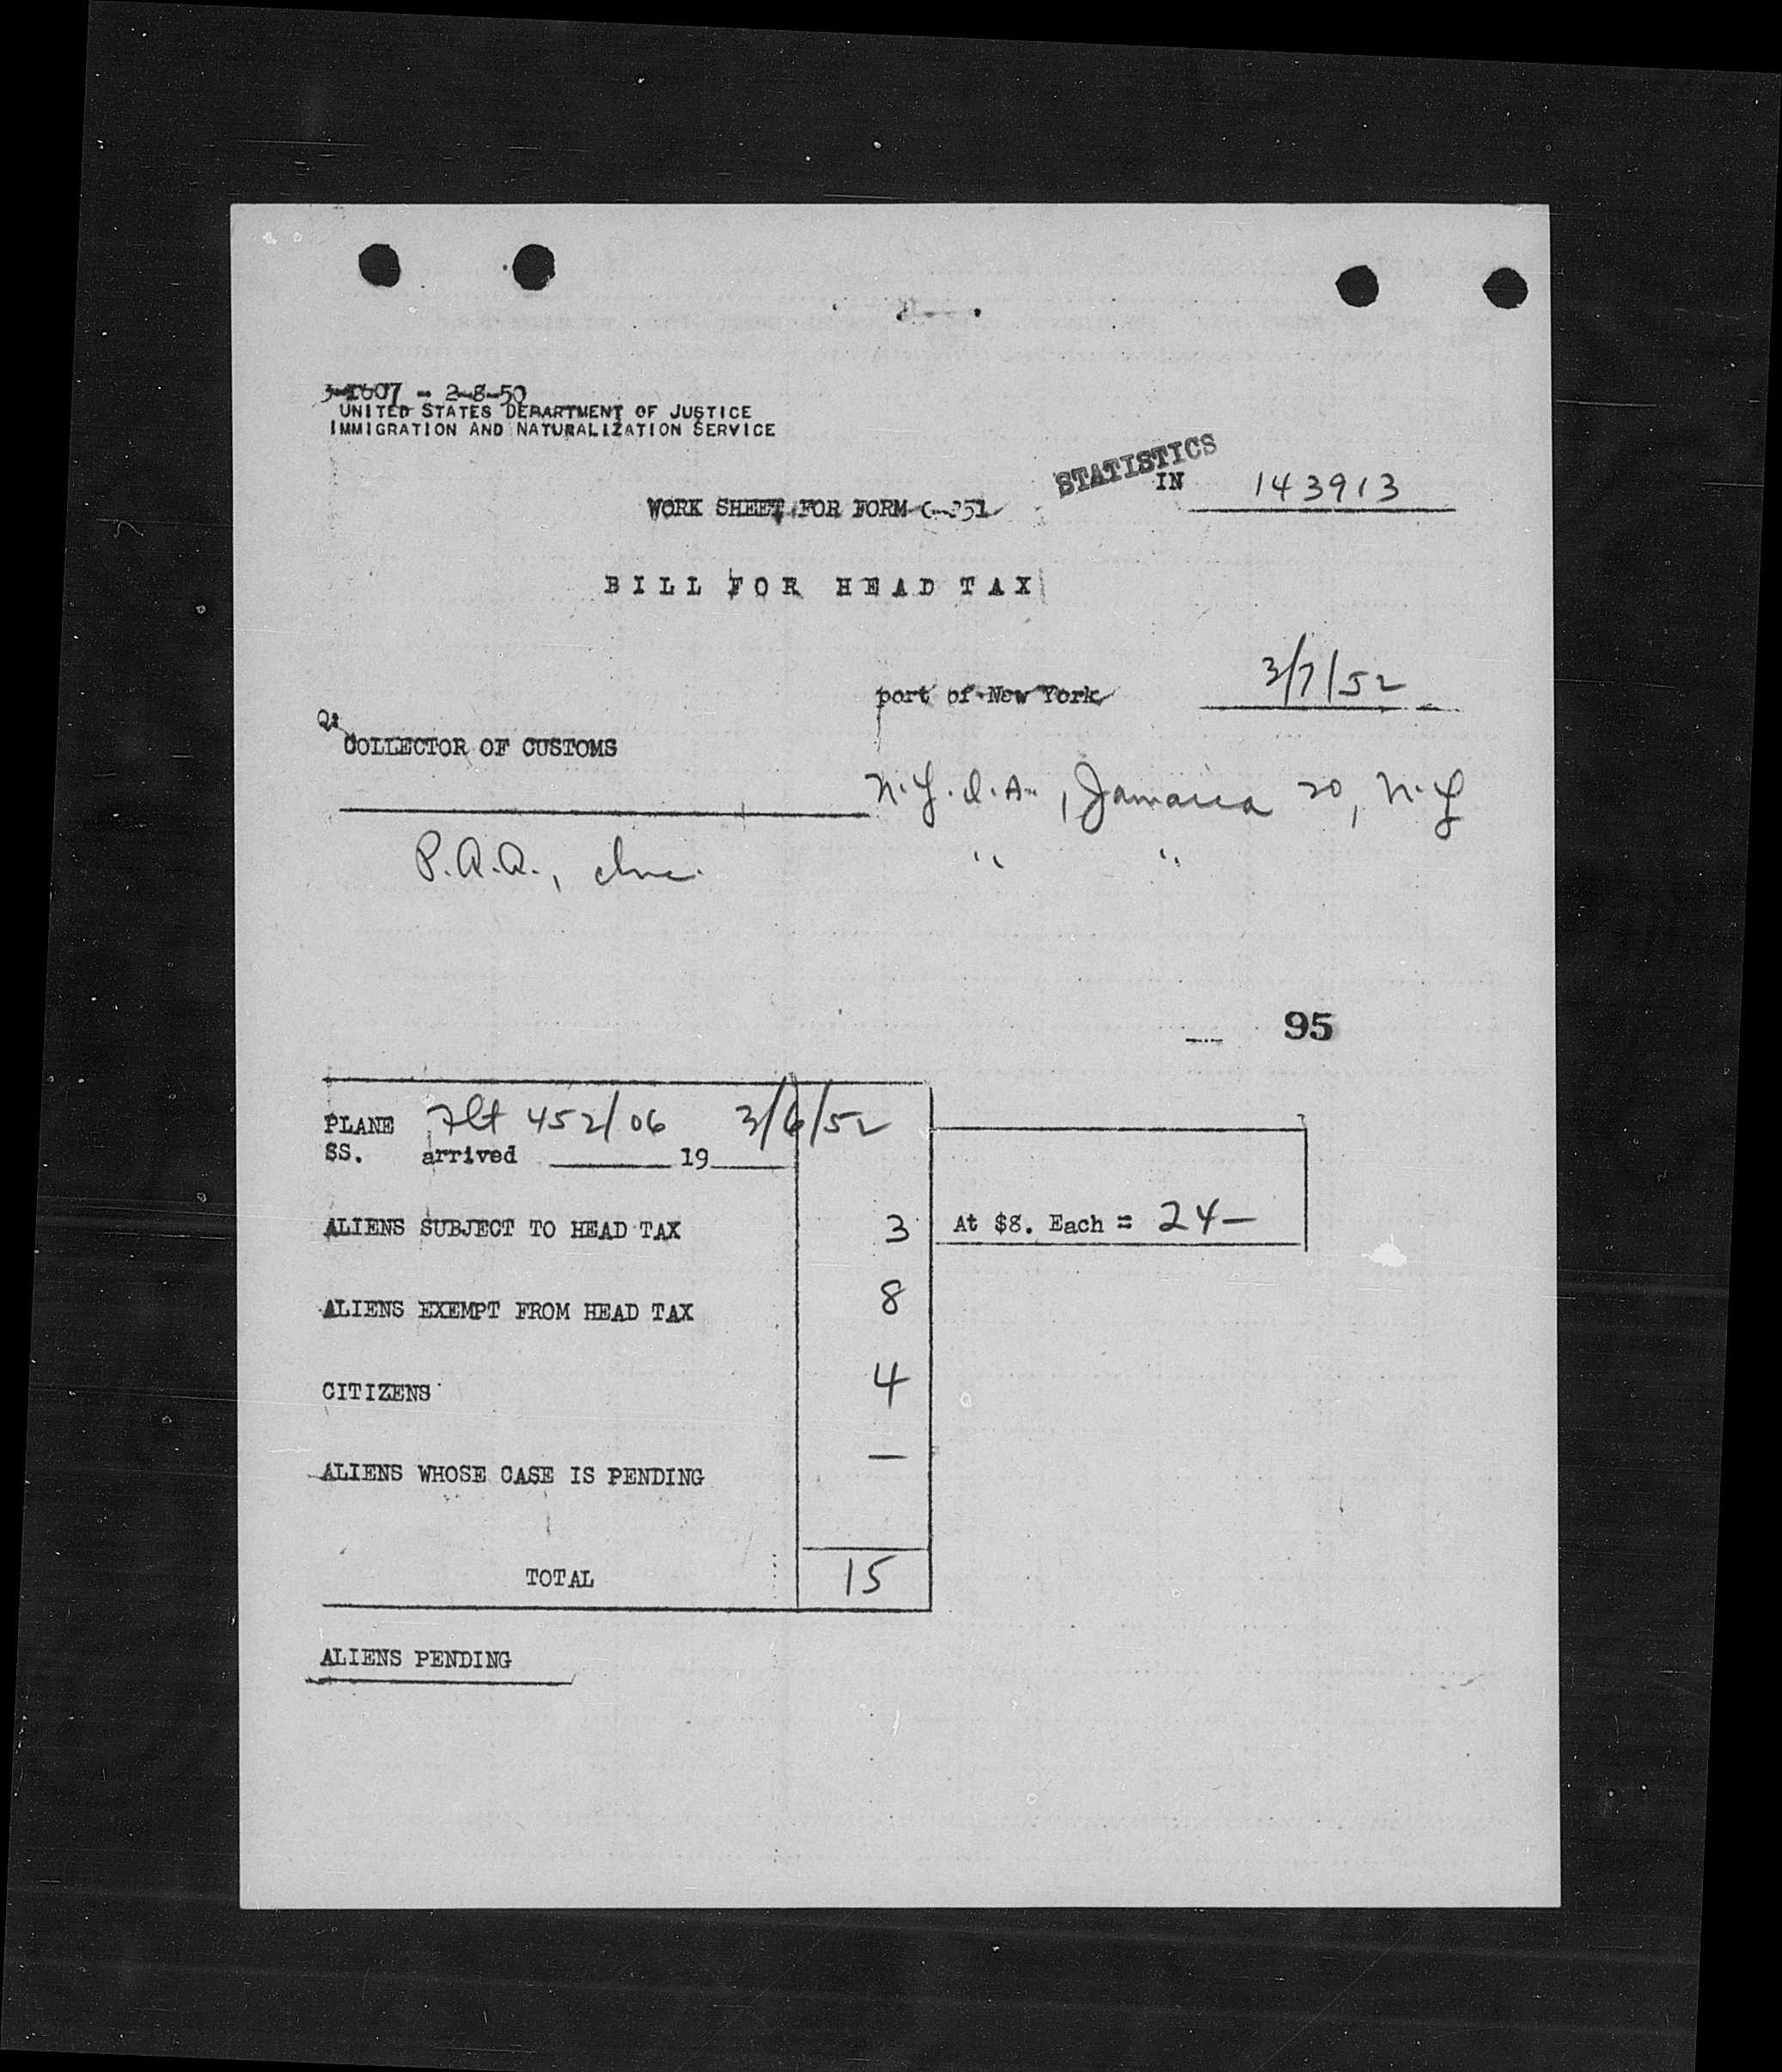 3-1607 - 2-8-50
UNITED STATES DEPARTMENT OF JUSTICE
IMMIGRATION AND NATURALIZATION SERVICE
STATISTICS
IN 143913
WORK SHEET FOR FORM C-251
BILL FOR HEAD TAX
port of New York 3/7/52
COLLECTOR OF CUSTOMS
N.Y.I.A., Jamaica 20, N.Y
P.A.A., Inc. " "
95
PLANE Flt 452/06 3/6/52
SS. arrived 19
ALIENS SUBJECT TO HEAD TAX 3 At $8. Each = 24—
ALIENS EXEMPT FROM HEAD TAX 8
CITIZENS 4
ALIENS WHOSE CASE IS PENDING —
TOTAL 15
ALIENS PENDING